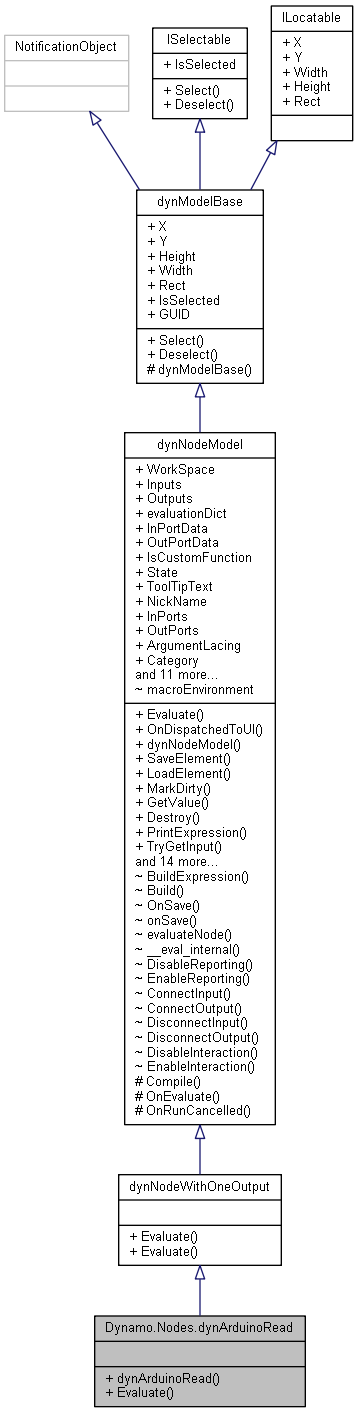 NotificationObject
ISelectable
+ IsSelected
+ Select()
+ Deselect()
ILocatable
+ X
+ Y
+ Width
+ Height
+ Rect
dynModelBase
+ X
+ Y
+ Height
+ Width
+ Rect
+ IsSelected
+ GUID
+ Select()
+ Deselect()
# dynModelBase()
dynNodeModel
+ WorkSpace
+ Inputs
+ Outputs
+ evaluationDict
+ InPortData
+ OutPortData
+ IsCustomFunction
+ State
+ ToolTipText
+ NickName
+ InPorts
+ OutPorts
+ ArgumentLacing
+ Category
and 11 more...
~ macroEnvironment
+ Evaluate()
+ OnDispatchedToUI()
+ dynNodeModel()
+ SaveElement()
+ LoadElement()
+ MarkDirty()
+ GetValue()
+ Destroy()
+ PrintExpression()
+ TryGetInput()
and 14 more...
~ BuildExpression()
~ Build()
~ OnSave()
~ onSave()
~ evaluateNode()
~ __eval_internal()
~ DisableReporting()
~ EnableReporting()
~ ConnectInput()
~ ConnectOutput()
~ DisconnectInput()
~ DisconnectOutput()
~ DisableInteraction()
~ EnableInteraction()
# Compile()
# OnEvaluate()
# OnRunCancelled()
dynNodeWithOneOutput
+ Evaluate()
+ Evaluate()
Dynamo.Nodes.dynArduinoRead
+ dynArduinoRead()
+ Evaluate()